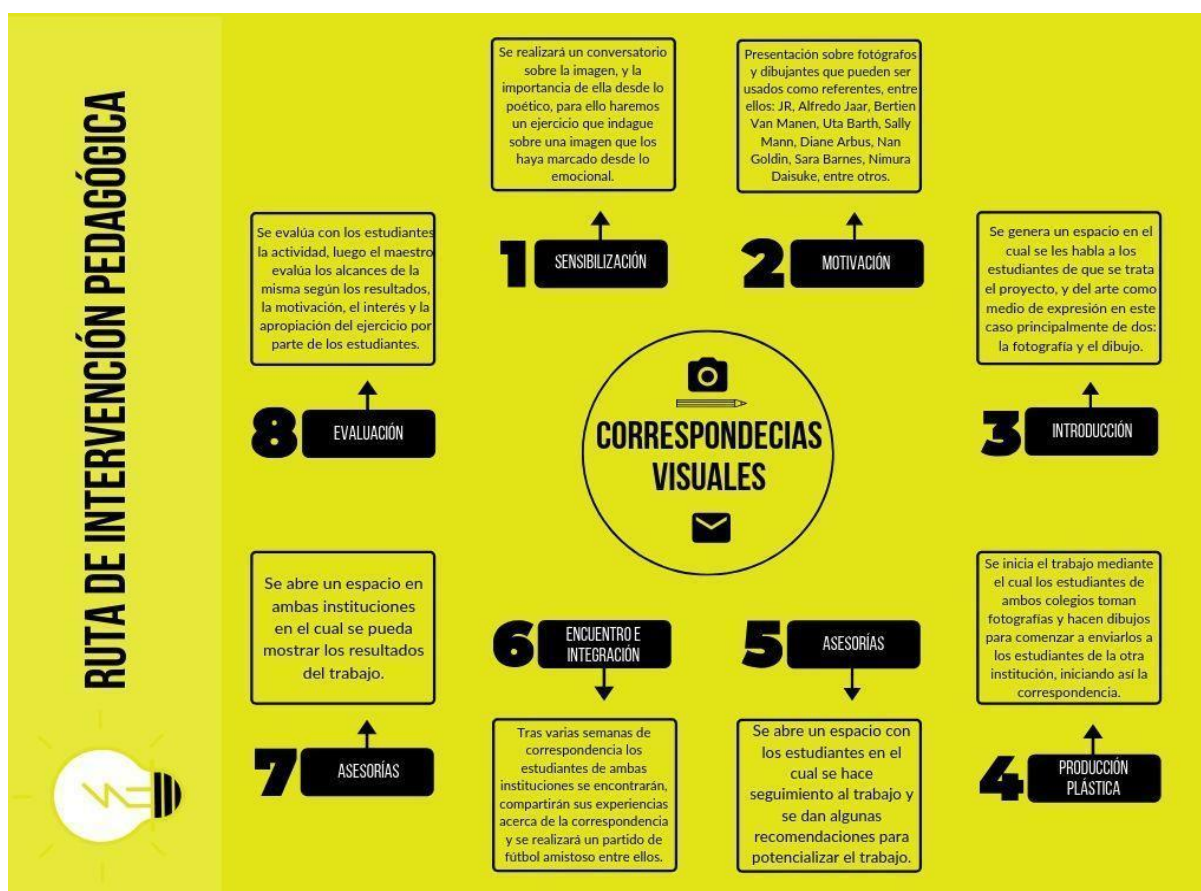 RUTA DE INTERVENCIÓN PEDAGÓGICA
CORRESPONDECIAS
VISUALES
Se realizará un conversatorio
sobre la imagen, y la
importancia de ella desde lo
poético, para ello haremos
un ejercicio que indague
sobre una imagen que los
haya marcado desde lo
emocional.
1
SENSIBILIZACIÓN
Presentación sobre fotógrafos
y dibujantes que pueden ser
usados como referentes, entre
ellos: JR, Alfredo Jaar, Bertien
Van Manen, Uta Barth, Sally
Mann, Diane Arbus, Nan
Goldin, Sara Barnes, Nimura
Daisuke, entre otros.
2
MOTIVACIÓN
Se genera un espacio en el
cual se les habla a los
estudiantes de que se trata
el proyecto, y del arte como
medio de expresión en este
caso principalmente de dos:
la fotografía y el dibujo.
3
INTRODUCCIÓN
Se inicia el trabajo mediante
el cual los estudiantes de
ambos colegios toman
fotografías y hacen dibujos
para comenzar a enviarlos a
los estudiantes de la otra
institución, iniciando así la
correspondencia.
4
PRODUCCIÓN
PLÁSTICA
5
ASESORÍAS
Se abre un espacio con
los estudiantes en el
cual se hace
seguimiento al trabajo y
se dan algunas
recomendaciones para
potencializar el trabajo.
6
ENCUENTRO E
INTEGRACIÓN
Tras varias semanas de
correspondencia los
estudiantes de ambas
instituciones se encontrarán,
compartirán sus experiencias
acerca de la correspondencia
y se realizará un partido de
fútbol amistoso entre ellos.
Se abre un espacio en
ambas instituciones
en el cual se pueda
mostrar los resultados
del trabajo.
7
ASESORÍAS
Se evalúa con los estudiantes
la actividad, luego el maestro
evalúa los alcances de la
misma según los resultados,
la motivación, el interés y la
apropiación del ejercicio por
parte de los estudiantes.
8
EVALUACIÓN